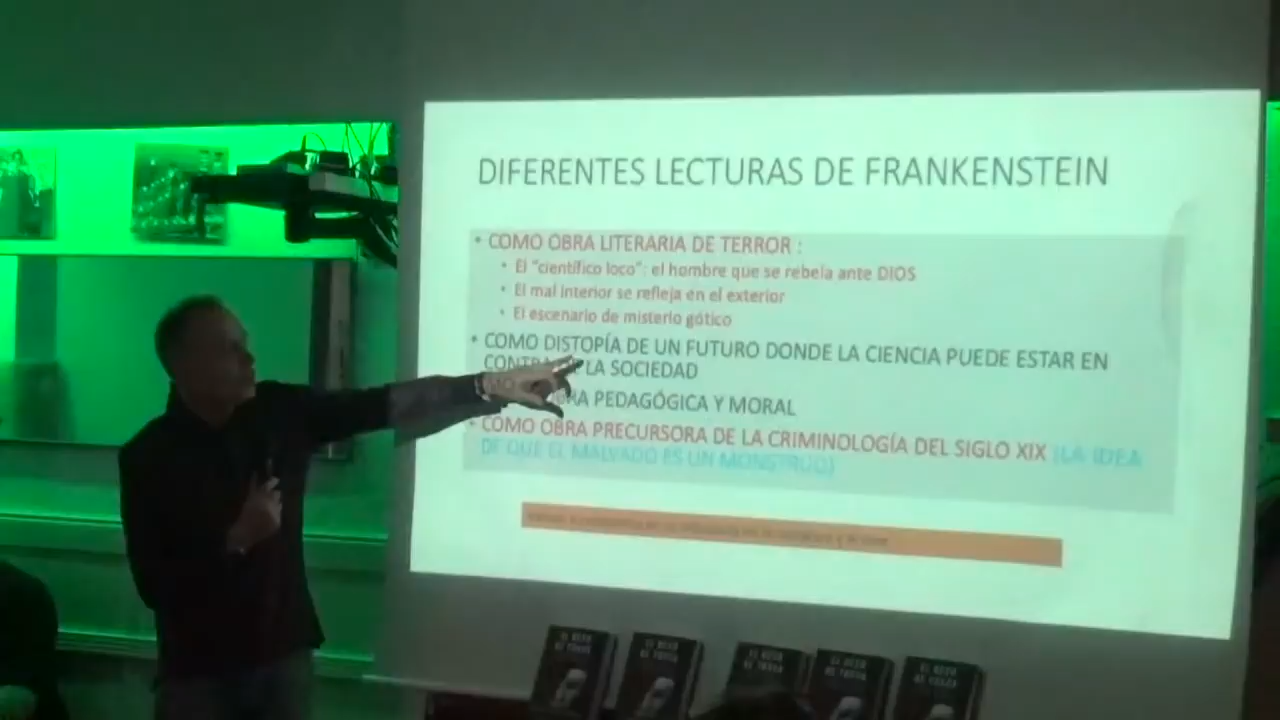 DIFERENTES LECTURAS DE FRANKENSTEIN
• COMO OBRA LITERARIA DE TERROR :
• El "científico loco": el hombre que se rebela ante DIOS
• El mal interior se refleja en el exterior
• El escenario de misterio gótico
• COMO DISTOPÍA DE UN FUTURO DONDE LA CIENCIA PUEDE ESTAR EN
LA SOCIEDAD
PEDAGÓGICA Y MORAL
• COMO OBRA PRECURSORA DE LA CRIMINOLOGÍA DEL SIGLO XIX (LA IDEA
DE QUE EL MALVADO ES UN MONSTRUO)